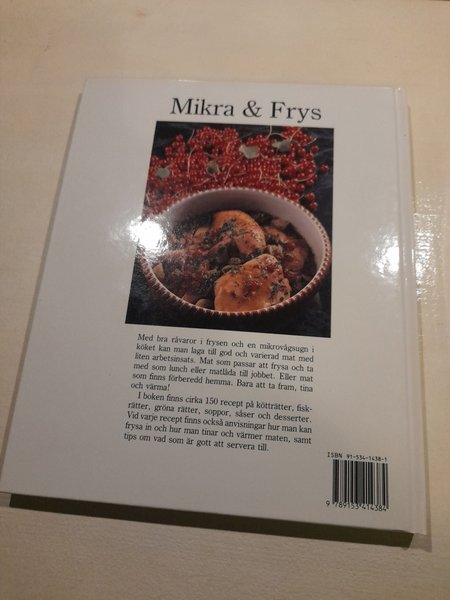 Mikra & Frys
Med bra råvaror i frysen och en mikrovågsugn i
köket kan man laga till god och varierad mat med
liten arbetsinsats. Mat som passar att frysa och ta
med som lunch eller matlåda till jobbet. Eller mat
som finns förberedd hemma. Bara att ta fram, tina
och värma!
I boken finns cirka 150 recept på kötträtter, fisk-
rätter, gröna rätter, soppor, såser och desserter.
Vid varje recept finns också anvisningar hur man kan
frysa in och hur man tinar och värmer maten, samt
tips om vad som är gott att servera till.
ISBN 91-534-1438-1
9 789153 414384